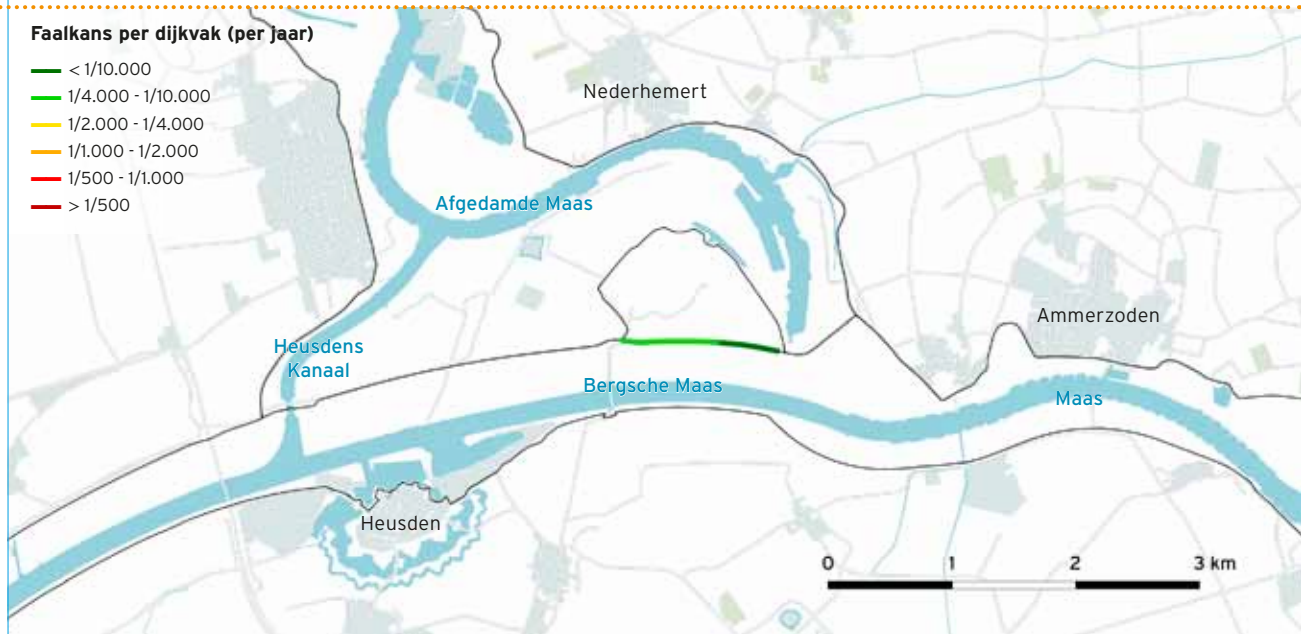 Faalkans per dijkvak (per jaar)
< 1/10.000
1/4.000 - 1/10.000
1/2.000 - 1/4.000
1/1.000 - 1/2.000
1/500 - 1/1.000
> 1/500
Nederhemert
Afgedamde Maas
Ammerzoden
Heusdens
Kanaal
Bergsche Maas
Maas
Heusden
0 1 2 3 km